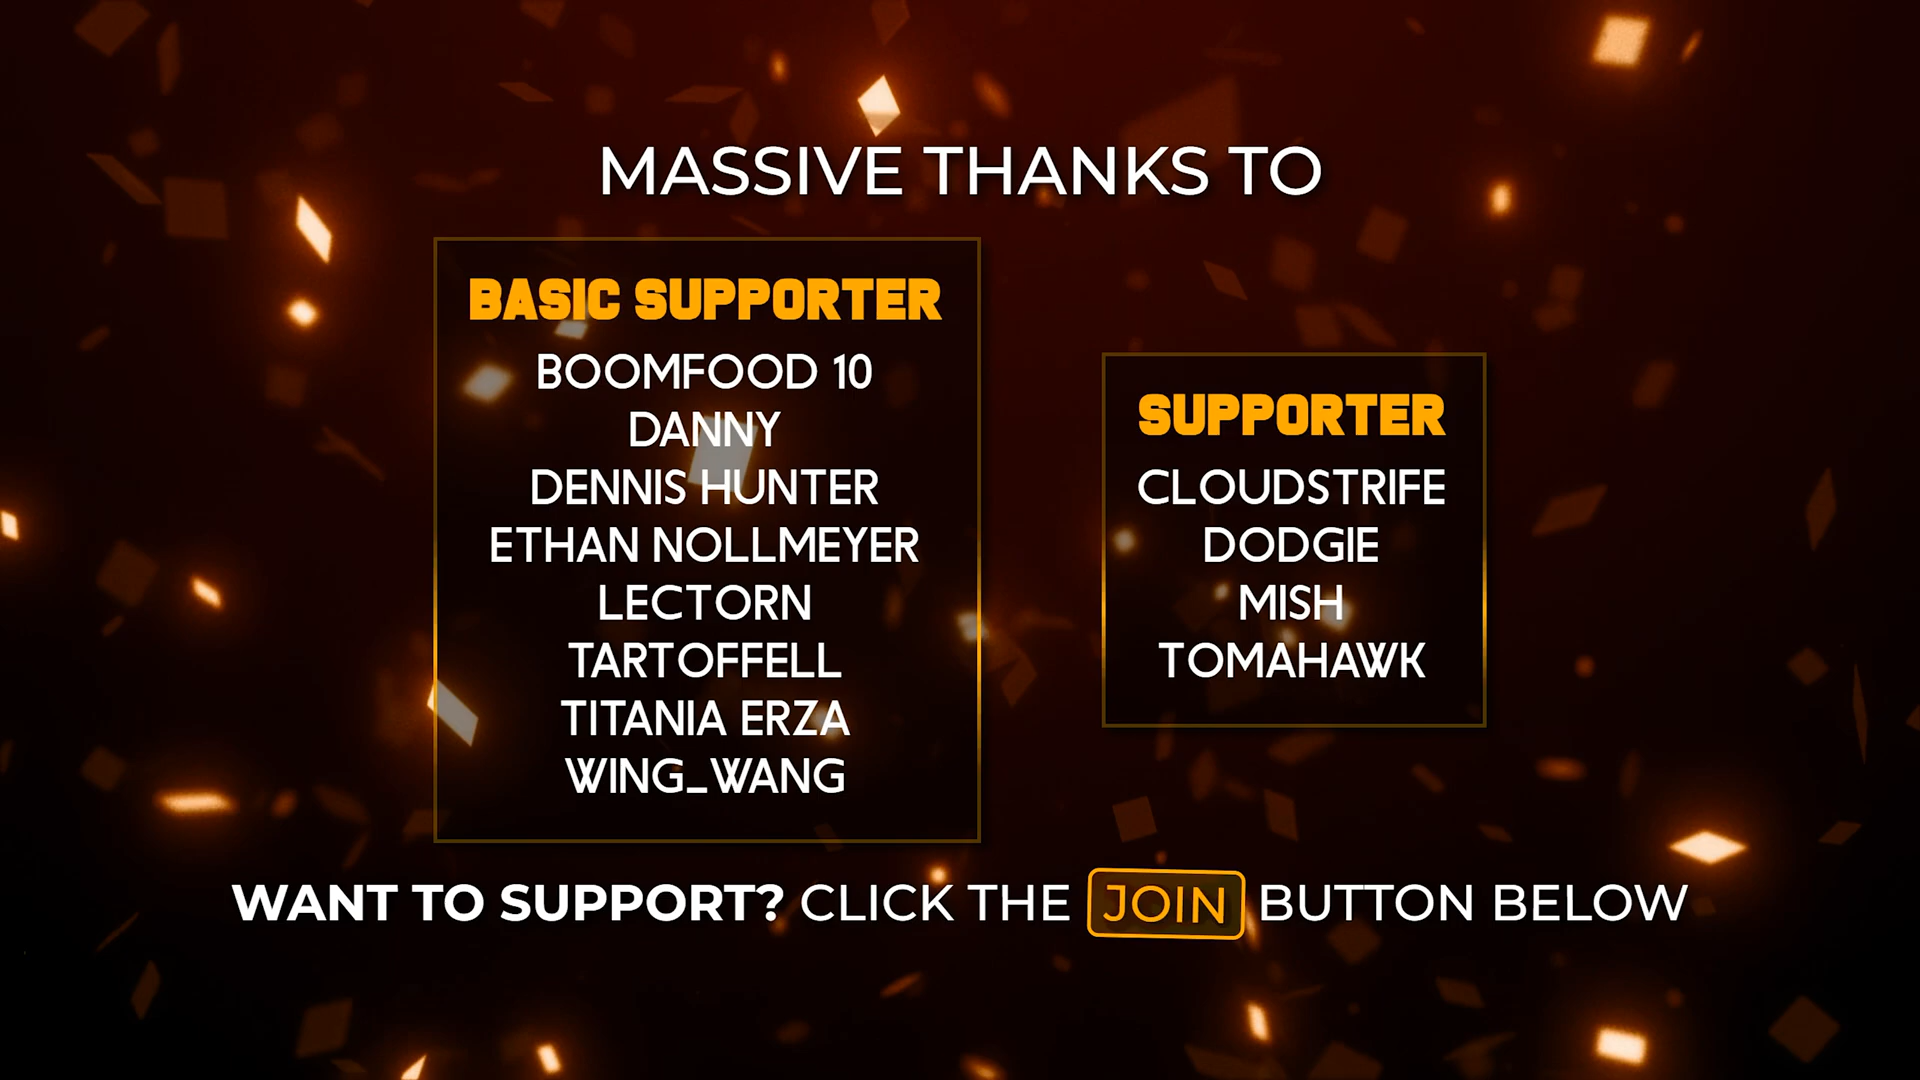 MASSIVE THANKS TO
BASIC SUPPORTER
BOOMFOOD 10
DANNY
DENNIS HUNTER
ETHAN NOLLMEYER
LECTORN
TARTOFFELL
TITANIA ERZA
WING_WANG
SUPPORTER
CLOUDSTRIFE
DODGIE
MISH
TOMAHAWK
WANT TO SUPPORT? CLICK THE JOIN BUTTON BELOW